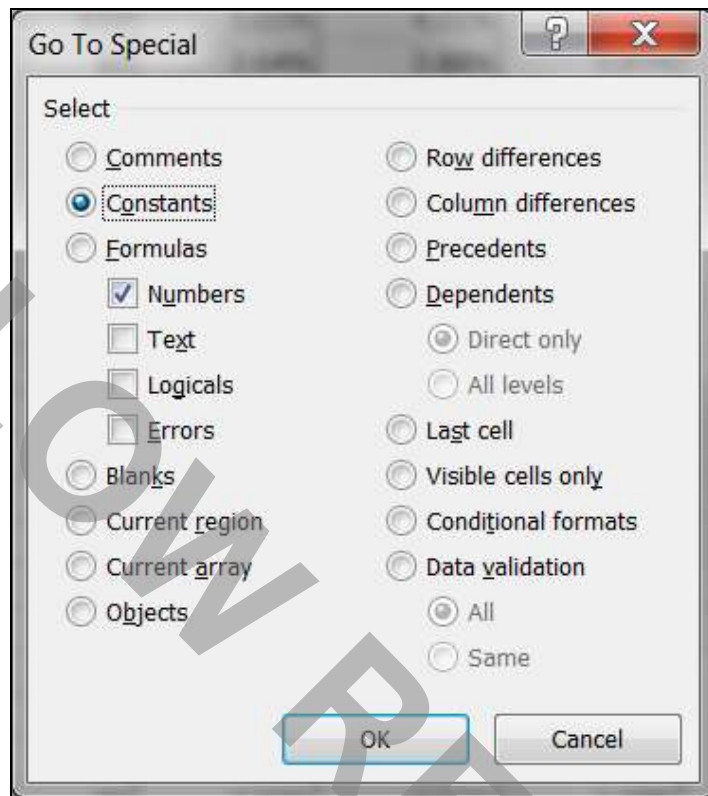 Go To Special
Select
Comments
Constants
Formulas
Numbers
Text
Logicals
Errors
Blanks
Current region
Current array
Objects
Row differences
Column differences
Precedents
Dependents
Direct only
All levels
Last cell
Visible cells only
Conditional formats
Data validation
All
Same
OK
Cancel